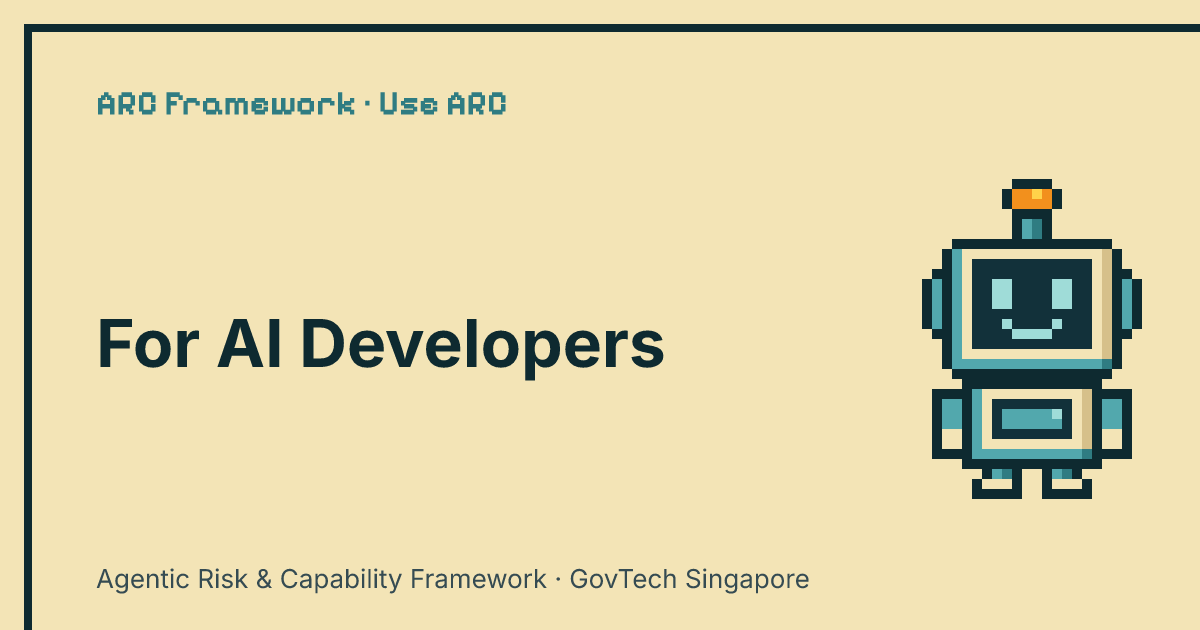 ARC Framework · Use ARC
For AI Developers
Agentic Risk & Capability Framework · GovTech Singapore